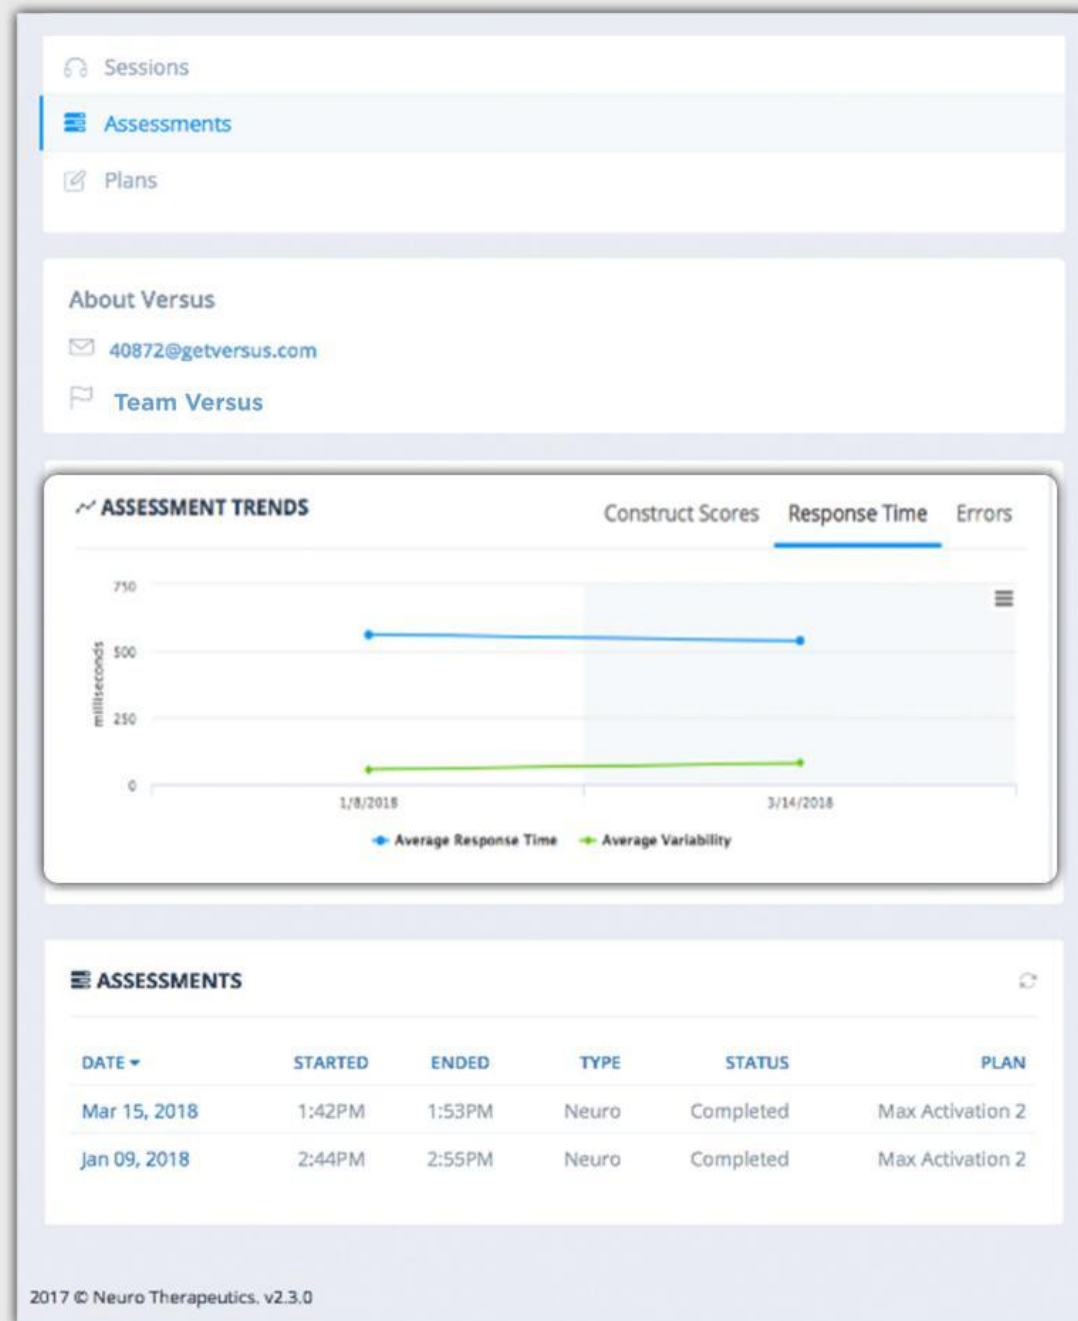 Sessions
Assessments
Plans
About Versus
40872@getversus.com
Team Versus
ASSESSMENT TRENDS
Construct Scores Response Time Errors
750
500
250
0
milliseconds
1/8/2018 3/14/2018
Average Response Time Average Variability
ASSESSMENTS
DATE STARTED ENDED TYPE STATUS PLAN
Mar 15, 2018 1:42PM 1:53PM Neuro Completed Max Activation 2
Jan 09, 2018 2:44PM 2:55PM Neuro Completed Max Activation 2
2017 © Neuro Therapeutics. v2.3.0